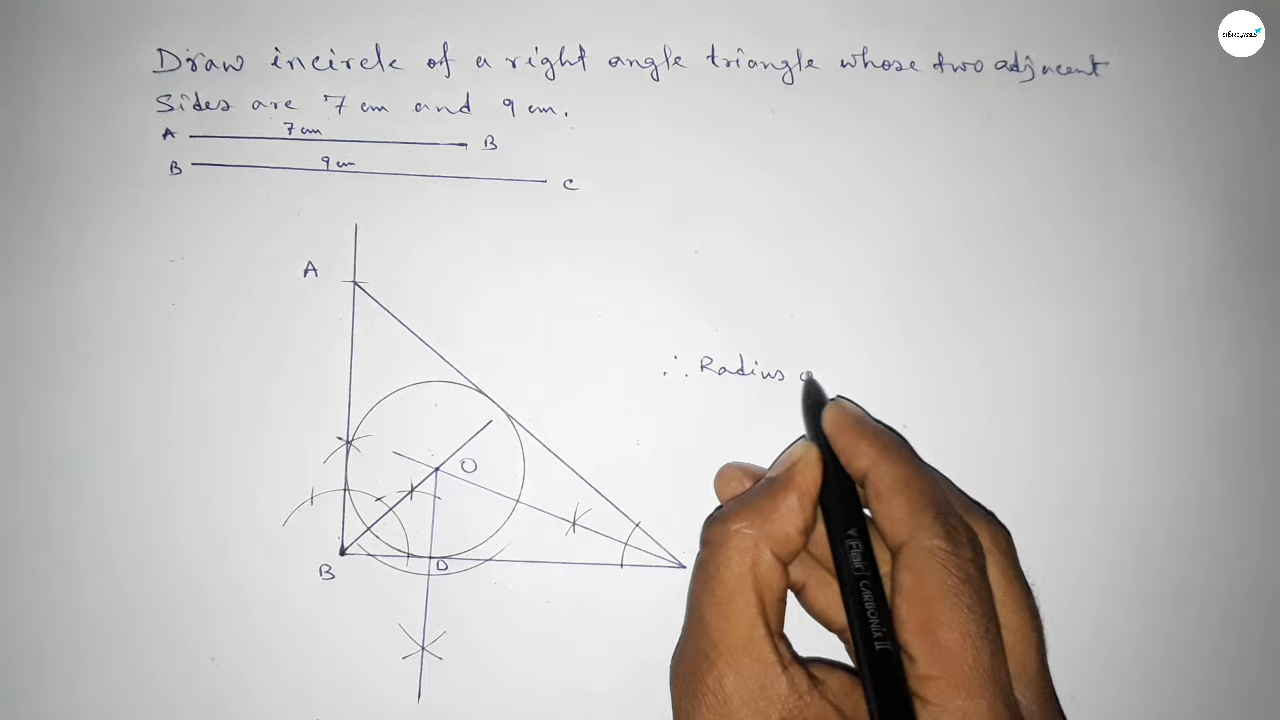 Draw incircle of a right angle triangle whose two adjacent
Sides are 7 cm and 9 cm.
A 7 cm B
B 9 cm C
A
∴ Radius
O
B D
Flair CARBONIX II